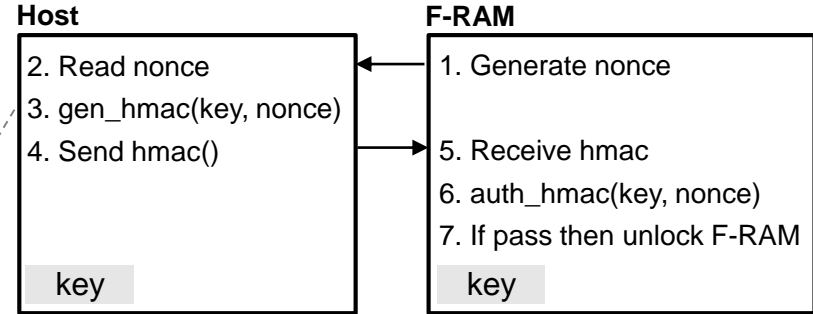 Host
2. Read nonce
3. gen_hmac(key, nonce)
4. Send hmac()
key
F-RAM
1. Generate nonce
5. Receive hmac
6. auth_hmac(key, nonce)
7. If pass then unlock F-RAM
key